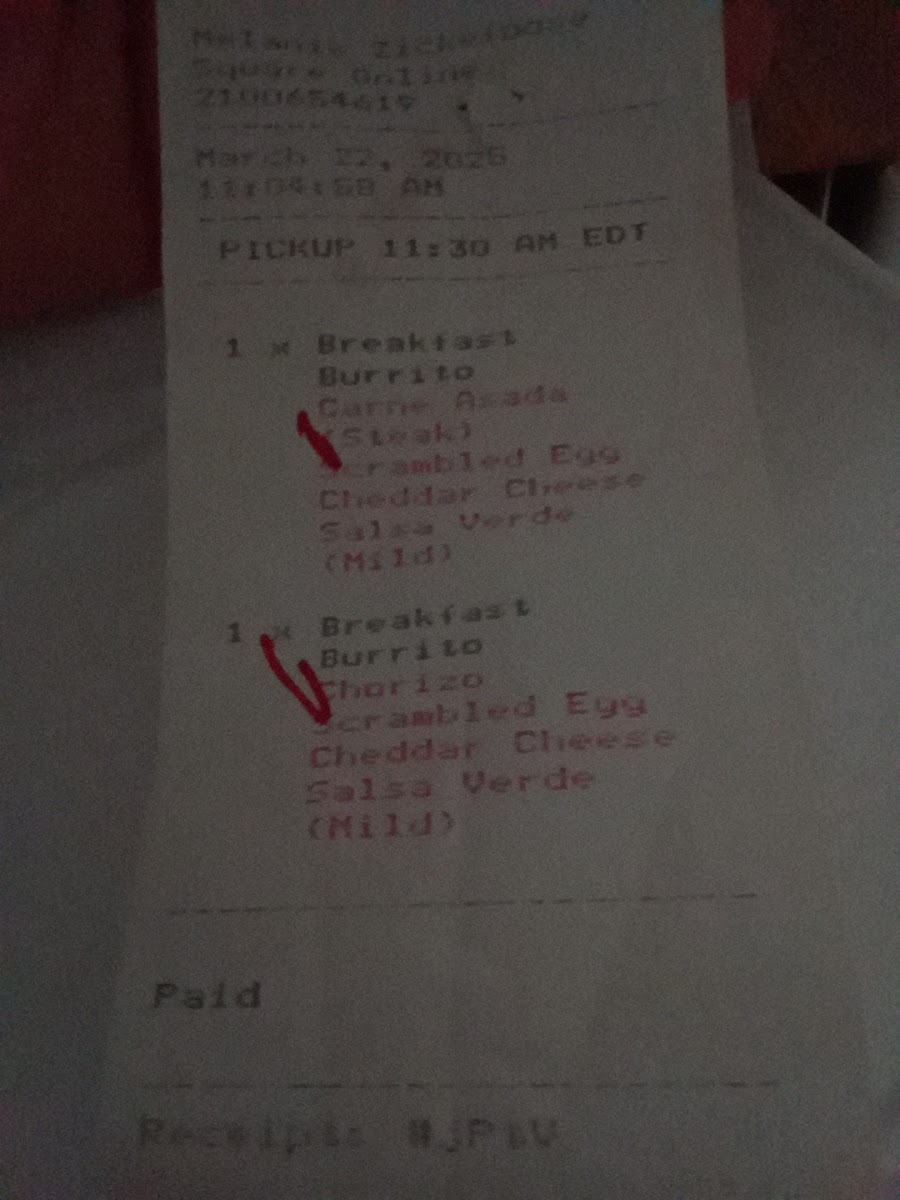 Square Online
March 22, 2025
AM
PICKUP 11:30 AM EDT
1 x Breakfast
Burrito
Carne Asada
(Steak)
Scrambled Egg
Cheddar Cheese
Salsa Verde
(Mild)
1 x Breakfast
Burrito
Chorizo
Scrambled Egg
Cheddar Cheese
Salsa Verde
(Mild)
Paid
Receipt: